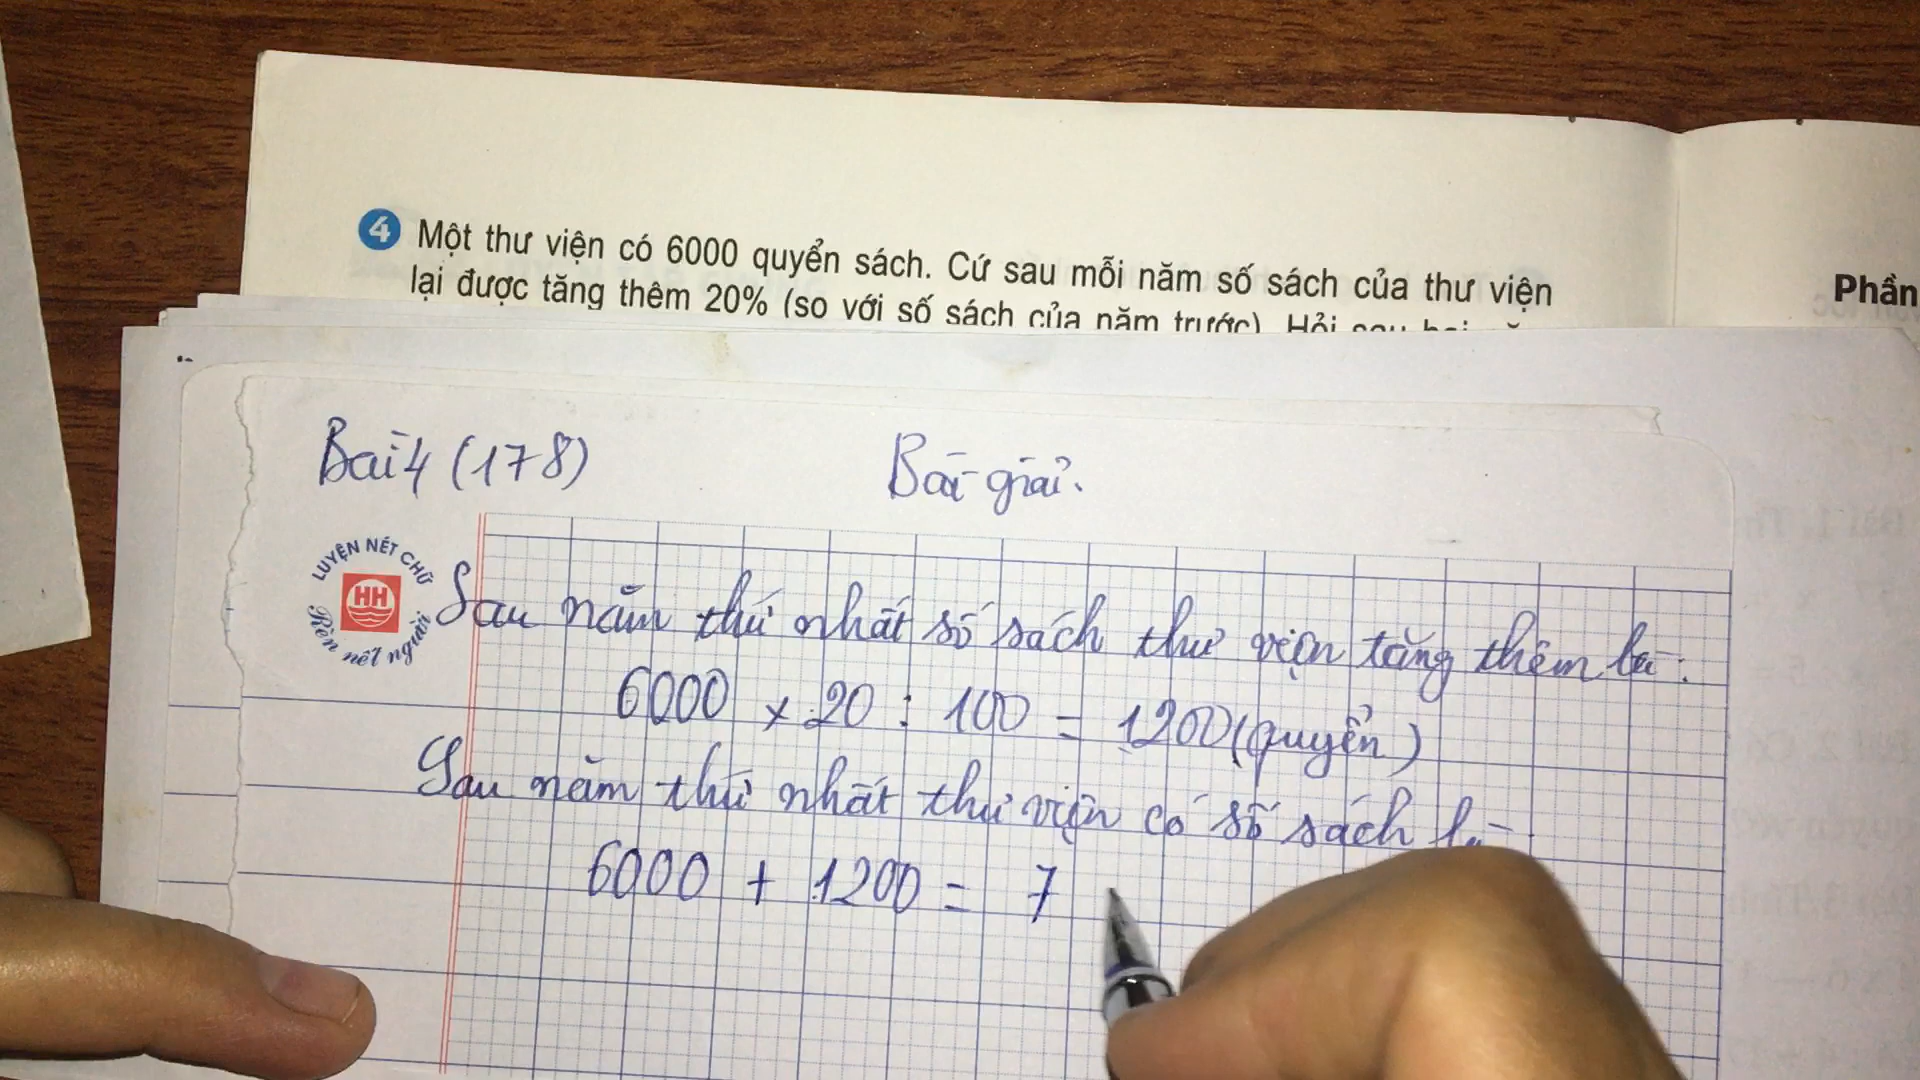 4 Một thư viện có 6000 quyển sách. Cứ sau mỗi năm số sách của thư viện
lại được tăng thêm 20% (so với số sách của năm trước). Hỏi sau hai
Phần
Bài 4 (178)
Bài giải.
LUYỆN NÉT CHỮ
HH
Rèn nết người
Sau năm thứ nhất số sách thư viện tăng thêm là:
6000 x 20 : 100 = 1200 (quyển)
Sau năm thứ nhất thư viện có số sách là
6000 + 1200 = 7